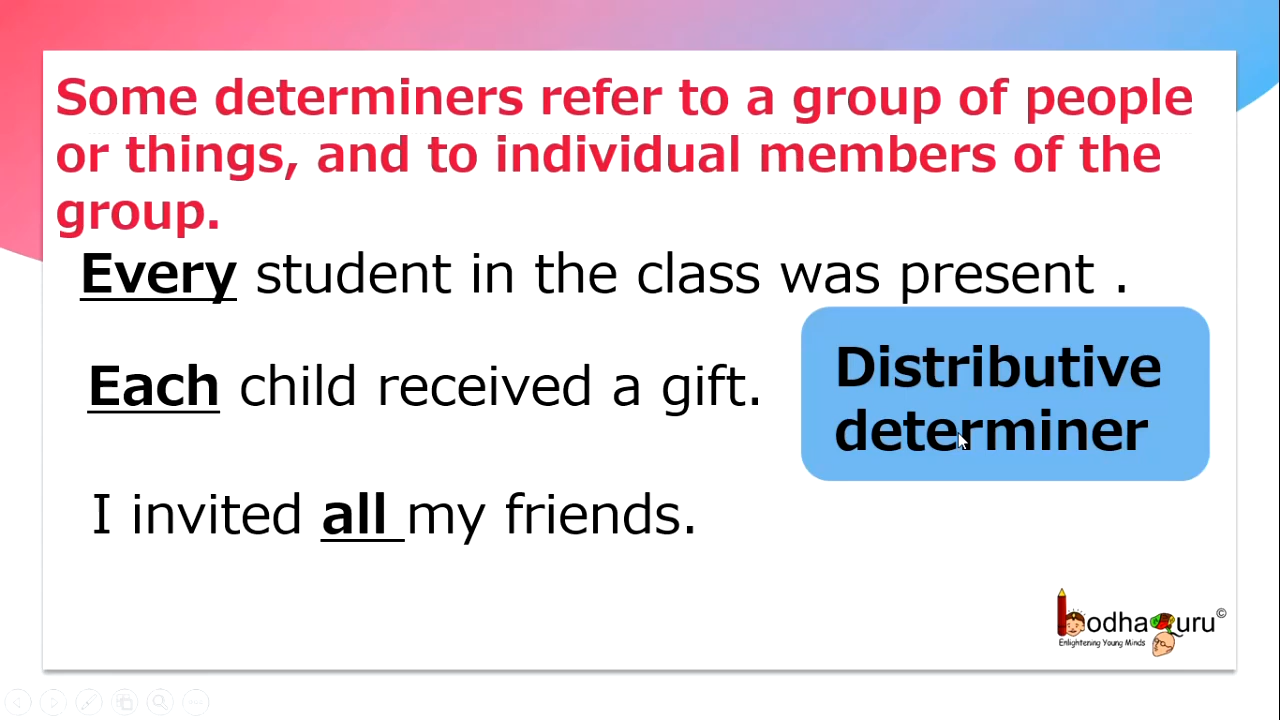 Some determiners refer to a group of people
or things, and to individual members of the
group.
Every student in the class was present .
Each child received a gift.
Distributive
determiner
I invited all my friends.
bodhaGuru©
Enlightening Young Minds